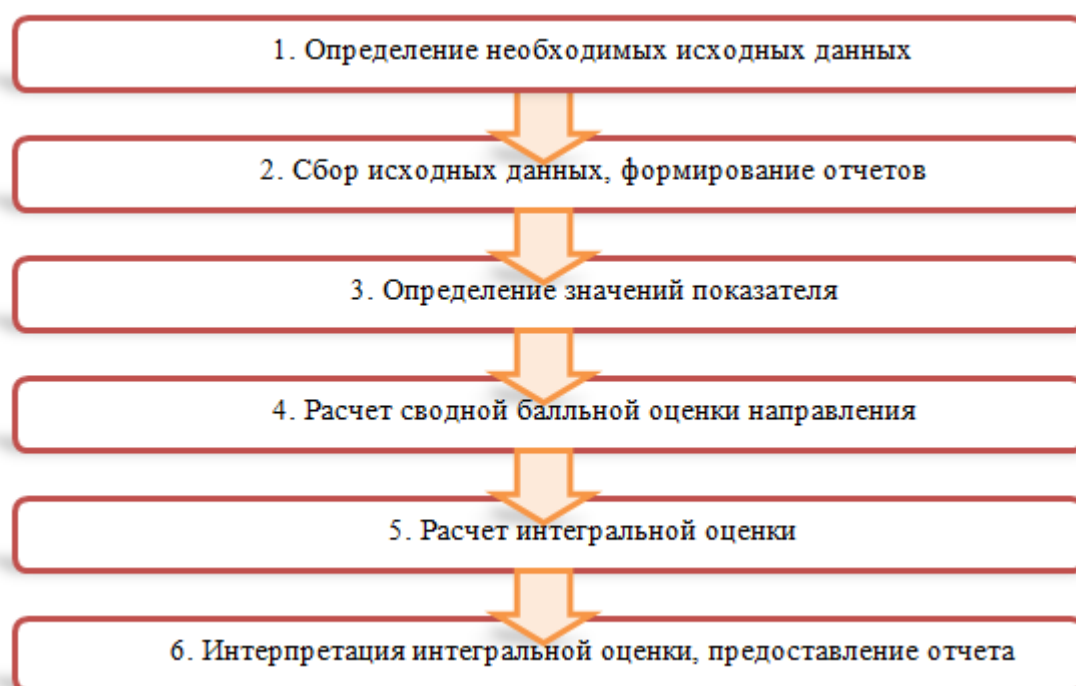 1. Определение необходимых исходных данных
2. Сбор исходных данных, формирование отчетов
3. Определение значений показателя
4. Расчет сводной балльной оценки направления
5. Расчет интегральной оценки
6. Интерпретация интегральной оценки, предоставление отчета